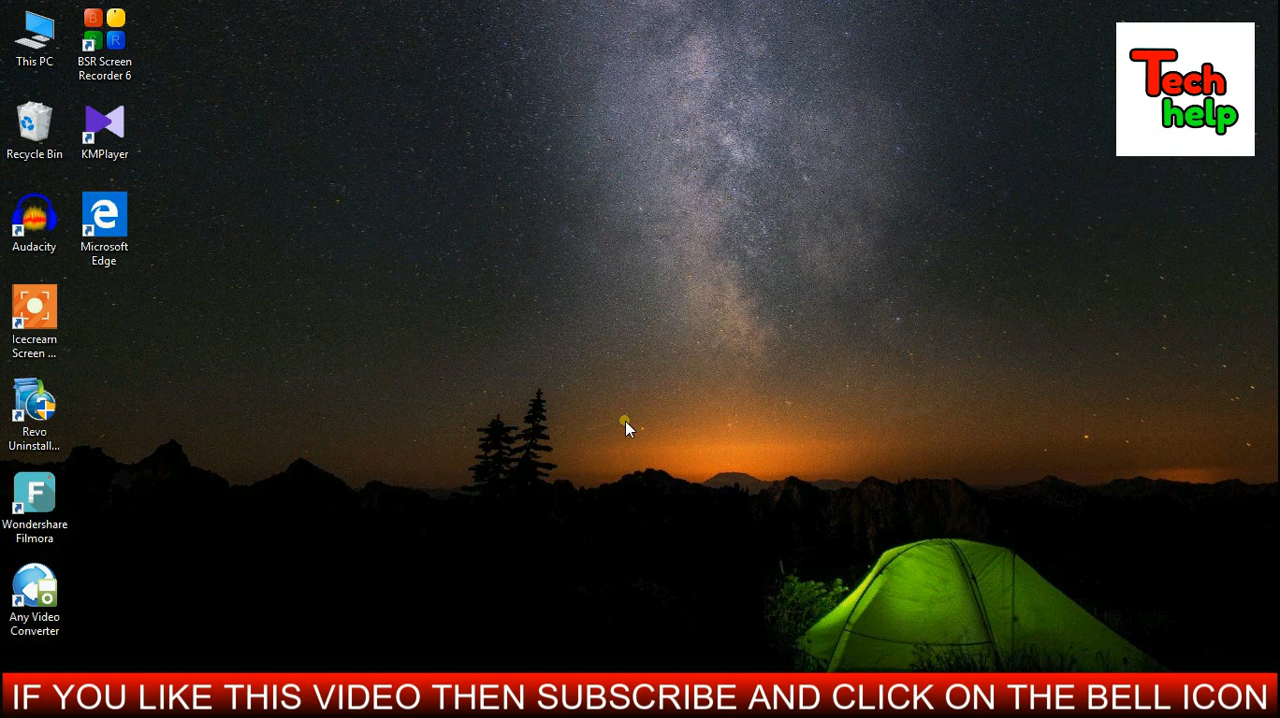 This PC
BSR Screen
Recorder 6
Recycle Bin
KMPlayer
Audacity
Microsoft
Edge
Icecream
Screen ...
Revo
Uninstall...
F
Wondershare
Filmora
Any Video
Converter
Tech
help
IF YOU LIKE THIS VIDEO THEN SUBSCRIBE AND CLICK ON THE BELL ICON